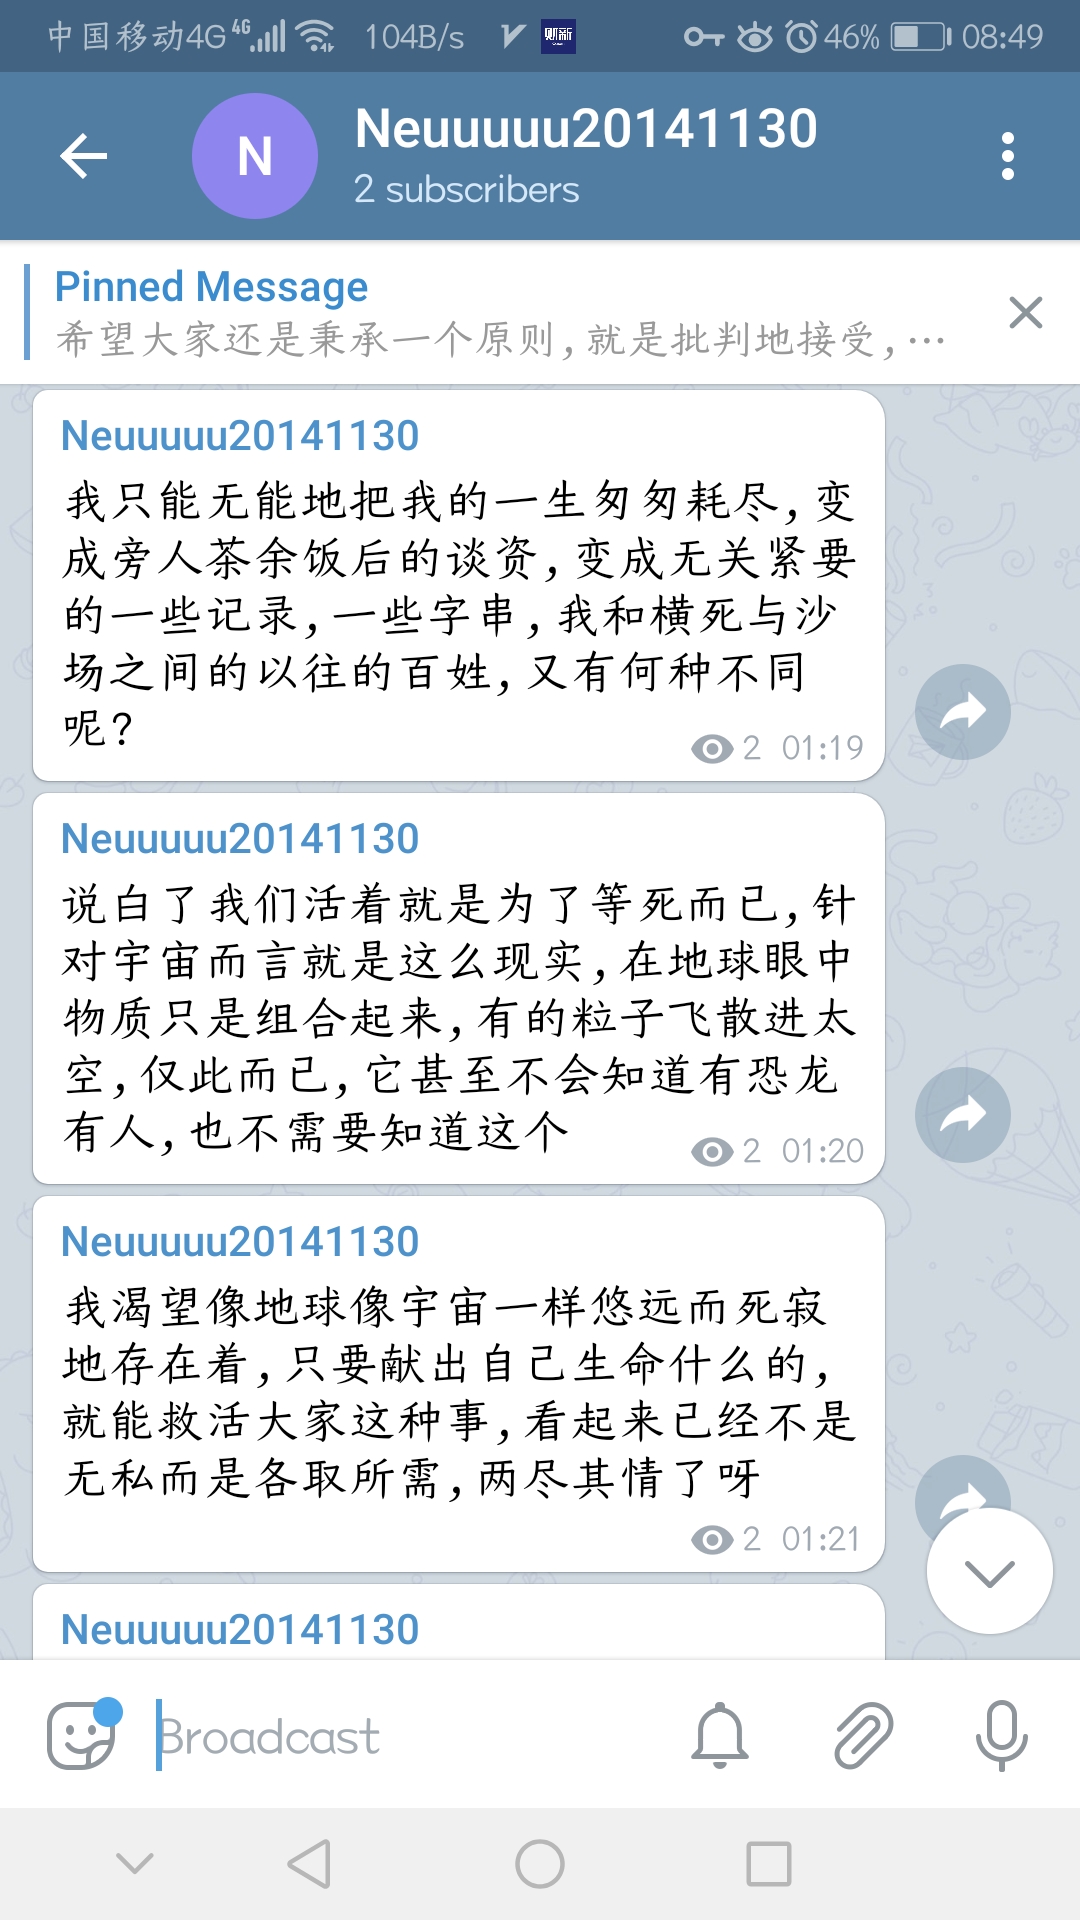 中国移动4G 4G 104B/s 财新 46% 08:49
N Neuuuuu20141130
2 subscribers
Pinned Message
希望大家还是秉承一个原则,就是批判地接受,…
Neuuuuu20141130
我只能无能地把我的一生匆匆耗尽,变
成旁人茶余饭后的谈资,变成无关紧要
的一些记录,一些字串,我和横死与沙
场之间的以往的百姓,又有何种不同
呢?
2 01:19
Neuuuuu20141130
说白了我们活着就是为了等死而已,针
对宇宙而言就是这么现实,在地球眼中
物质只是组合起来,有的粒子飞散进太
空,仅此而已,它甚至不会知道有恐龙
有人,也不需要知道这个
2 01:20
Neuuuuu20141130
我渴望像地球像宇宙一样悠远而死寂
地存在着,只要献出自己生命什么的,
就能救活大家这种事,看起来已经不是
无私而是各取所需,两尽其情了呀
2 01:21
Neuuuuu20141130
Broadcast